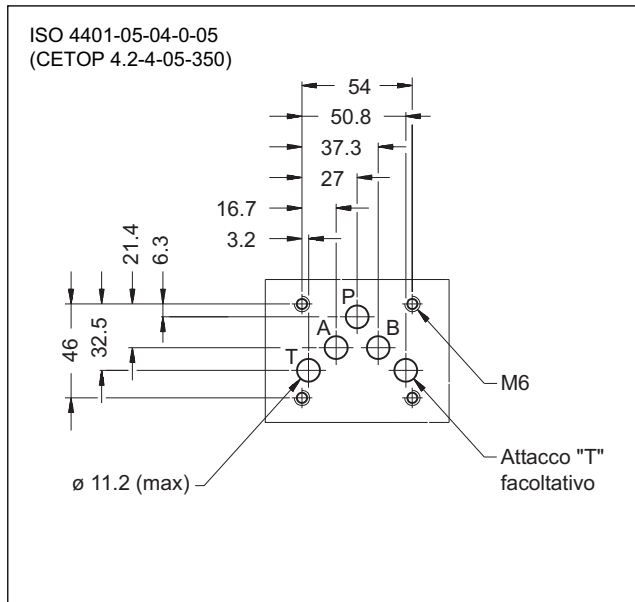 ISO 4401-05-04-0-05
(CETOP 4.2-4-05-350)
54
50.8
37.3
27
16.7
3.2
21.4
6.3
46
32.5
P
A
B
T
M6
ø 11.2 (max)
Attacco "T"
facoltativo